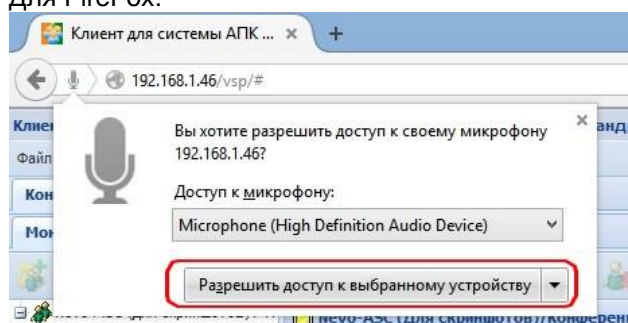 для FireFox:
Клиент для системы АПК ... × +
192.168.1.46/vsp/#
Вы хотите разрешить доступ к своему микрофону
192.168.1.46?
Файл
Доступ к микрофону:
Кон
Microphone (High Definition Audio Device)
Мон
Разрешить доступ к выбранному устройству